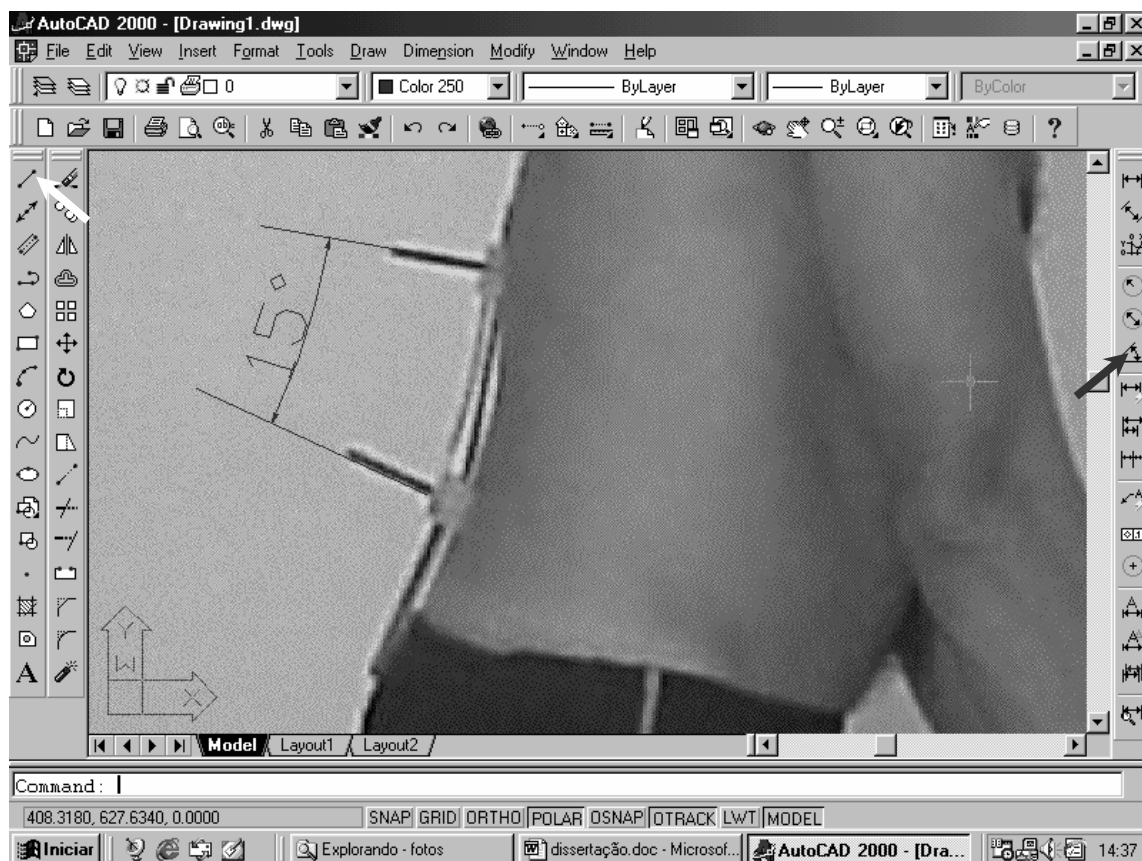 AutoCAD 2000 - [Drawing1.dwg]
File Edit View Insert Format Tools Draw Dimension Modify Window Help
0 Color 250 ByLayer ByLayer ByColor
15°
Y
W
X
A
Model Layout1 Layout2
Command:
408.3180, 627.6340, 0.0000 SNAP GRID ORTHO POLAR OSNAP OTRACK LWT MODEL
Iniciar Explorando - fotos dissertação.doc - Microsof... AutoCAD 2000 - [Dra... 14:37